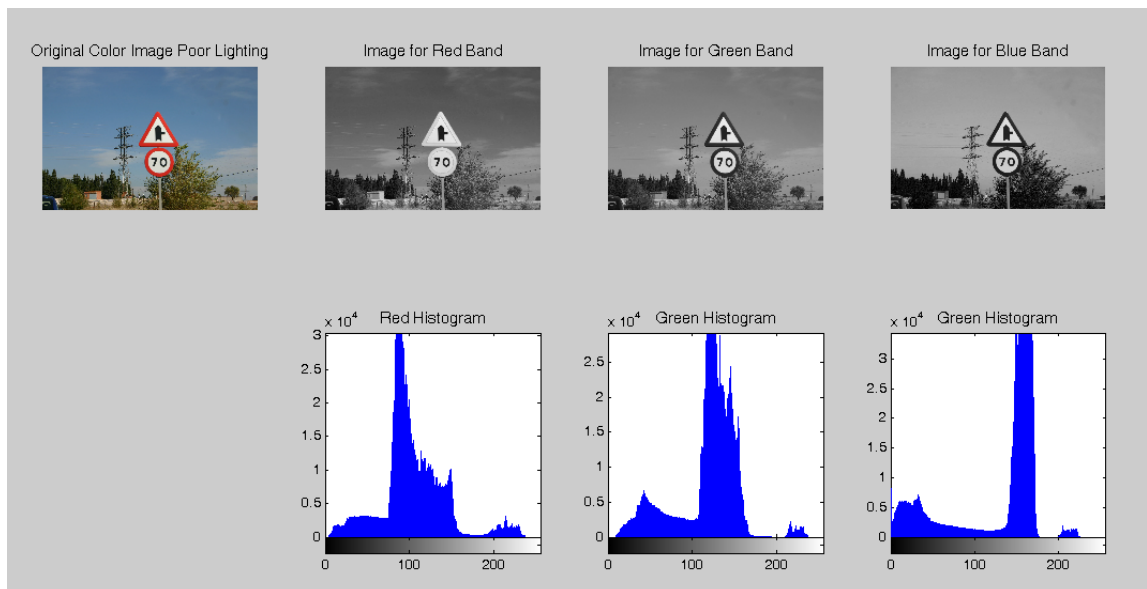 Original Color Image Poor Lighting
Image for Red Band
Image for Green Band
Image for Blue Band
70
70
70
70
x 10^4
Red Histogram
3
2.5
2
1.5
1
0.5
0
0 100 200
x 10^4
Green Histogram
2.5
2
1.5
1
0.5
0
0 100 200
x 10^4
Green Histogram
3
2.5
2
1.5
1
0.5
0
0 100 200